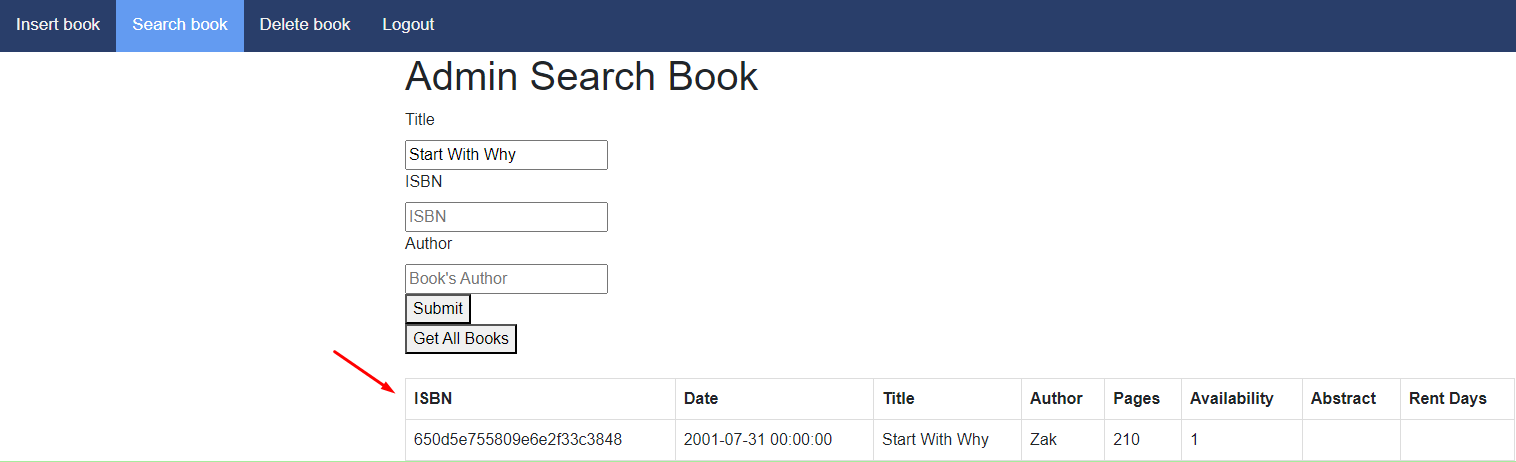 Insert book Search book Delete book Logout
Admin Search Book
Title
Start With Why
ISBN
ISBN
Author
Book's Author
Submit
Get All Books
ISBN Date Title Author Pages Availability Abstract Rent Days
650d5e755809e6e2f33c3848 2001-07-31 00:00:00 Start With Why Zak 210 1